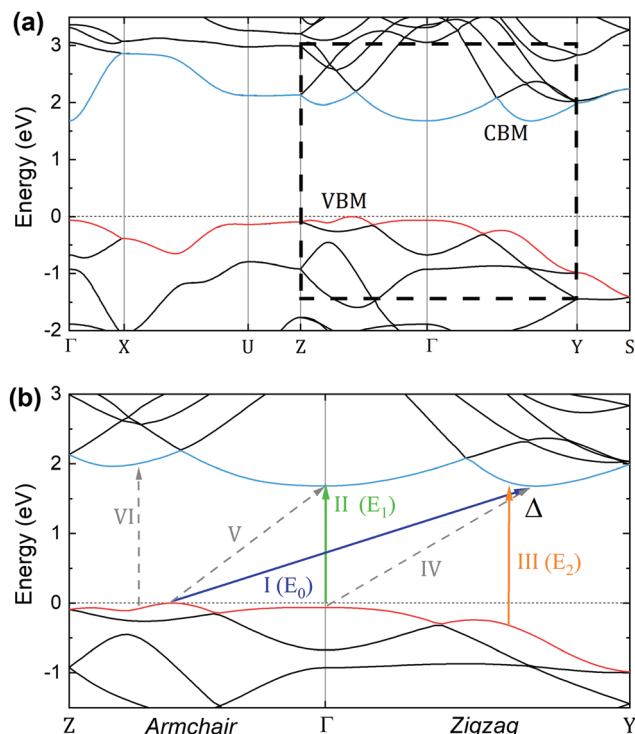 (a)
Energy (eV)
3
2
1
0
-1
-2
CBM
VBM
Γ X U Z Γ Y S
(b)
Energy (eV)
3
2
1
0
-1
VI
V
II (E₁)
Δ
I (E₀)
IV
III (E₂)
Z Armchair Γ Zigzag Y